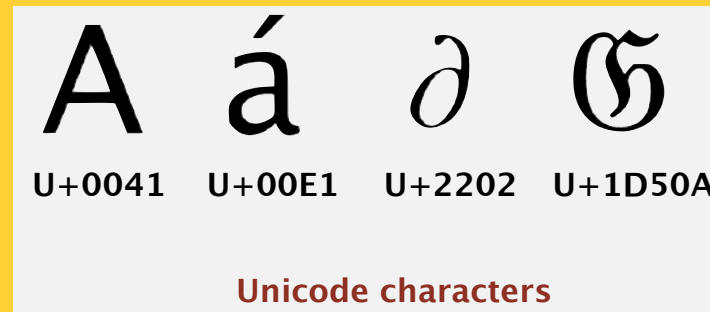 A á ∂ 𝔊
U+0041 U+00E1 U+2202 U+1D50A
Unicode characters